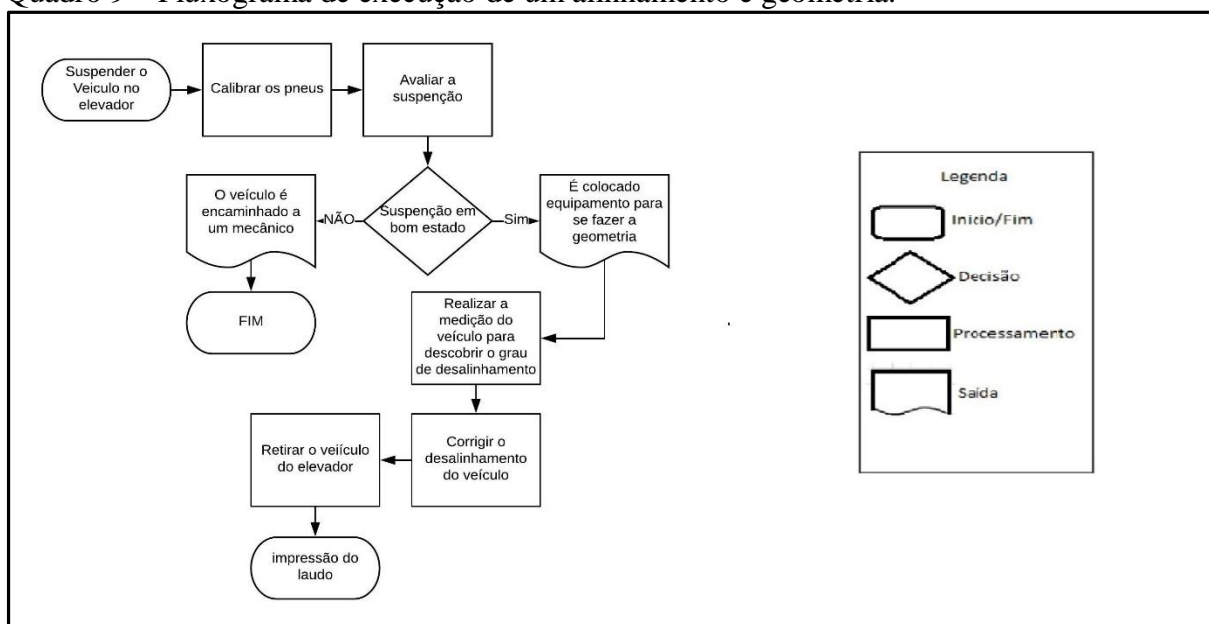 Quadro 9 – Fluxograma de execução de um alinhamento e geometria.
Suspender o
Veiculo no
elevador
Calibrar os pneus
Avaliar a
suspenção
O veículo é
encaminhado a
um mecânico
NÃO
Suspenção em
bom estado
Sim
É colocado
equipamento para
se fazer a
geometria
FIM
Realizar a
medição do
veículo para
descobrir o grau
de desalinhamento
Retirar o veiículo
do elevador
Corrigir o
desalinhamento
do veículo
impressão do
laudo
Legenda
Início/Fim
Decisão
Processamento
Saída